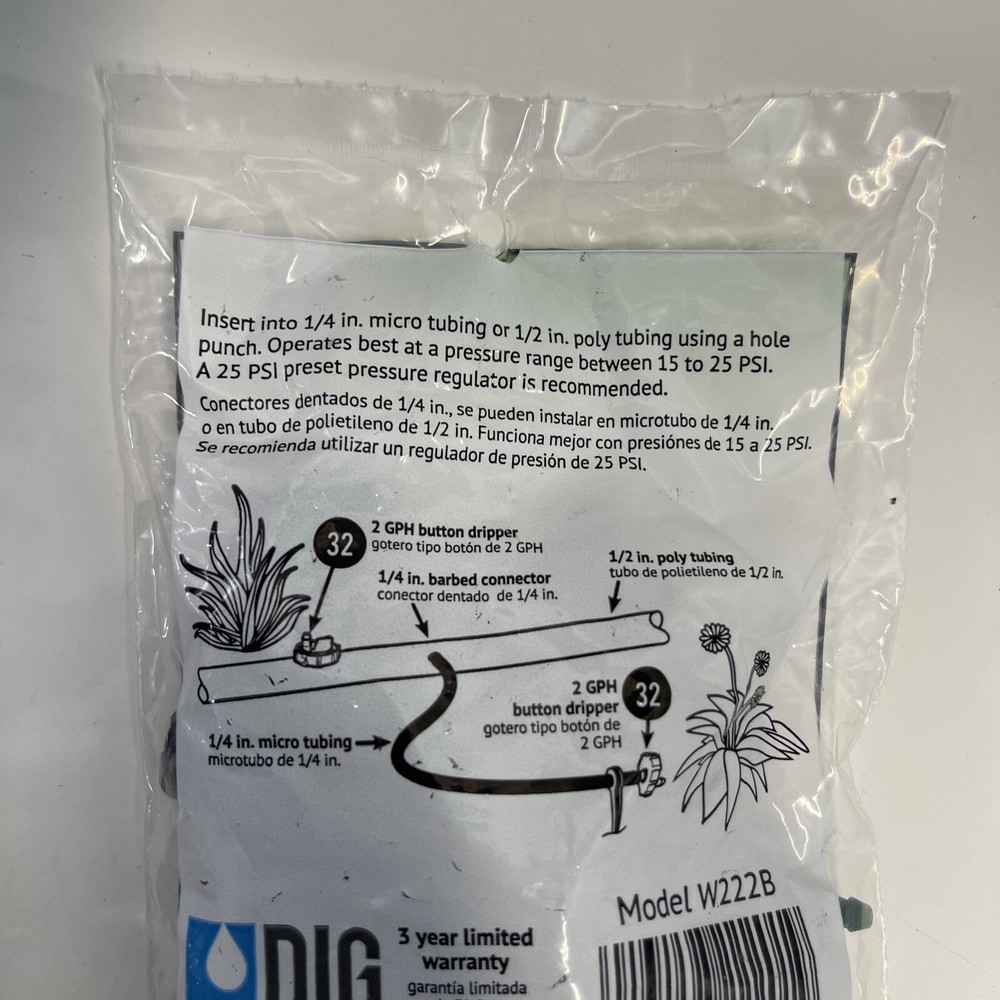 Insert into 1/4 in. micro tubing or 1/2 in. poly tubing using a hole
punch. Operates best at a pressure range between 15 to 25 PSI.
A 25 PSI preset pressure regulator is recommended.
Conectores dentados de 1/4 in., se pueden instalar en microtubo de 1/4 in.
o en tubo de polietileno de 1/2 in. Funciona mejor con presiónes de 15 a 25 PSI.
Se recomienda utilizar un regulador de presión de 25 PSI.
32
2 GPH button dripper
gotero tipo botón de 2 GPH
1/4 in. barbed connector
conector dentado de 1/4 in.
1/2 in. poly tubing
tubo de polietileno de 1/2 in.
2 GPH
button dripper
gotero tipo botón de
2 GPH
32
1/4 in. micro tubing
microtubo de 1/4 in.
Model W222B
DIG
3 year limited
warranty
garantía limitada